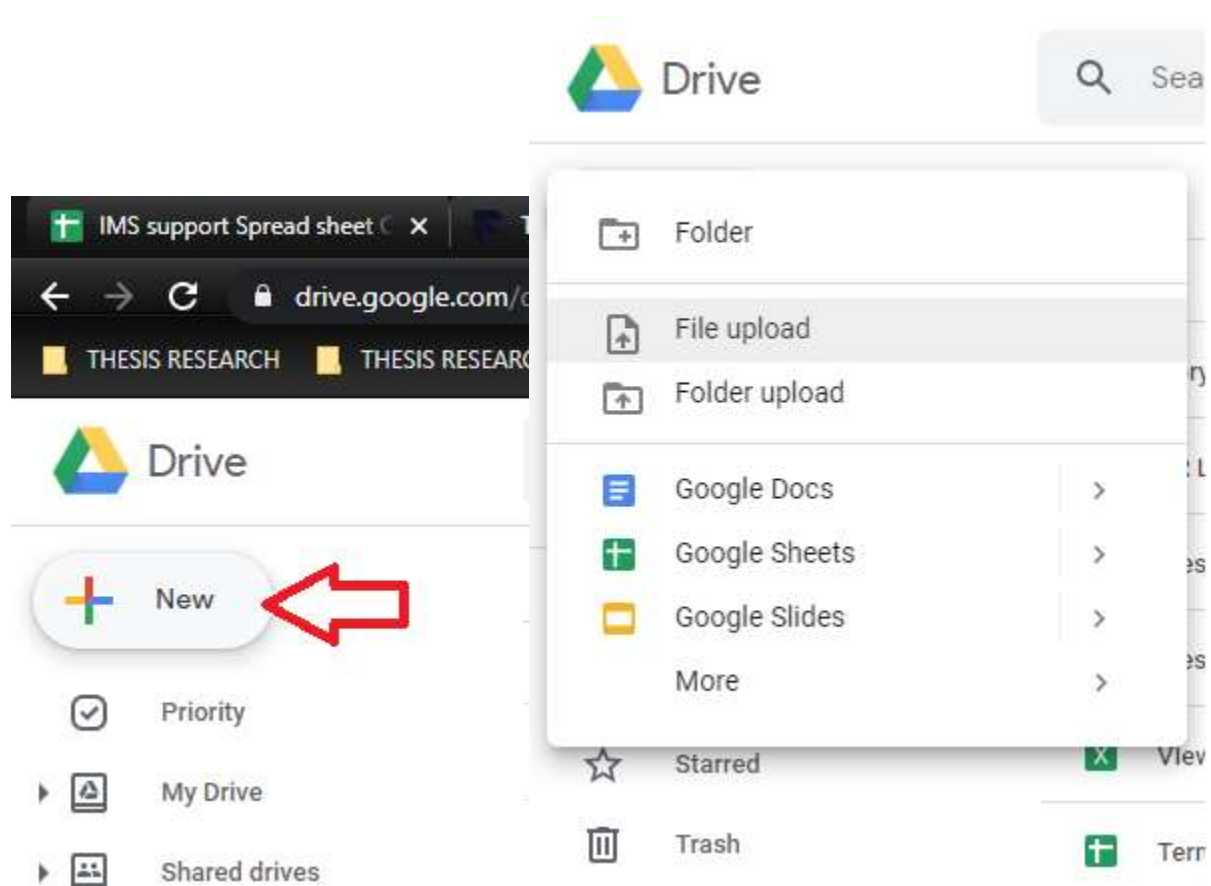 IMS support Spread sheet
drive.google.com/
THESIS RESEARCH
THESIS
Drive
New
Priority
My Drive
Shared drives
Drive
Folder
File upload
Folder upload
Google Docs
Google Sheets
Google Slides
More
Starred
Trash